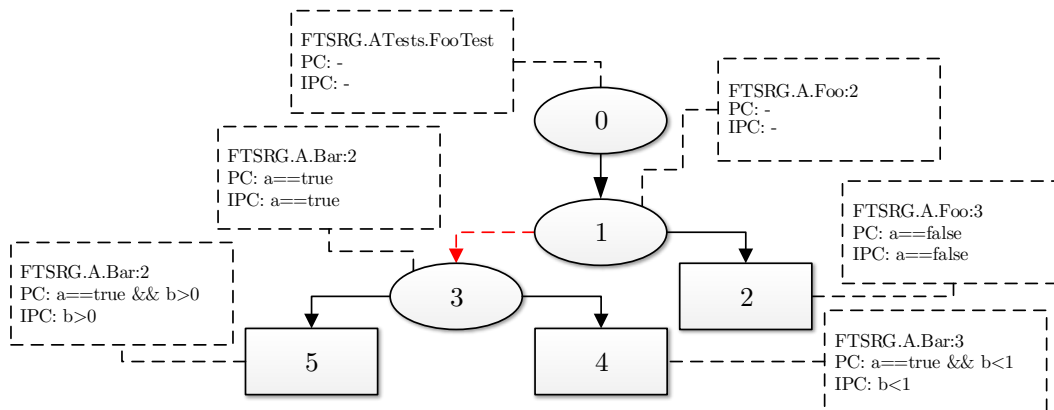 FTSRG.ATests.FooTest
PC: -
IPC: -
0
FTSRG.A.Foo:2
PC: -
IPC: -
FTSRG.A.Bar:2
PC: a==true
IPC: a==true
1
FTSRG.A.Foo:3
PC: a==false
IPC: a==false
FTSRG.A.Bar:2
PC: a==true && b>0
IPC: b>0
3
2
5
4
FTSRG.A.Bar:3
PC: a==true && b<1
IPC: b<1